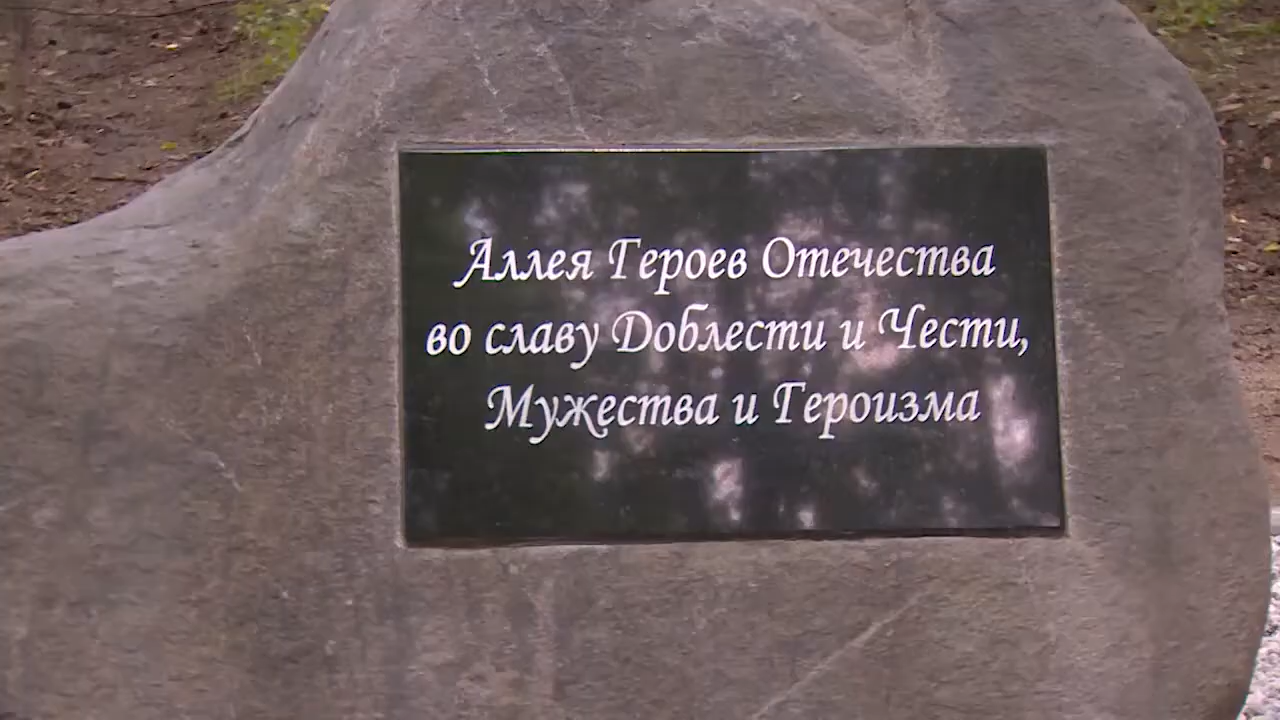 Аллея Героев Отечества
во славу Доблести и Чести,
Мужества и Героизма